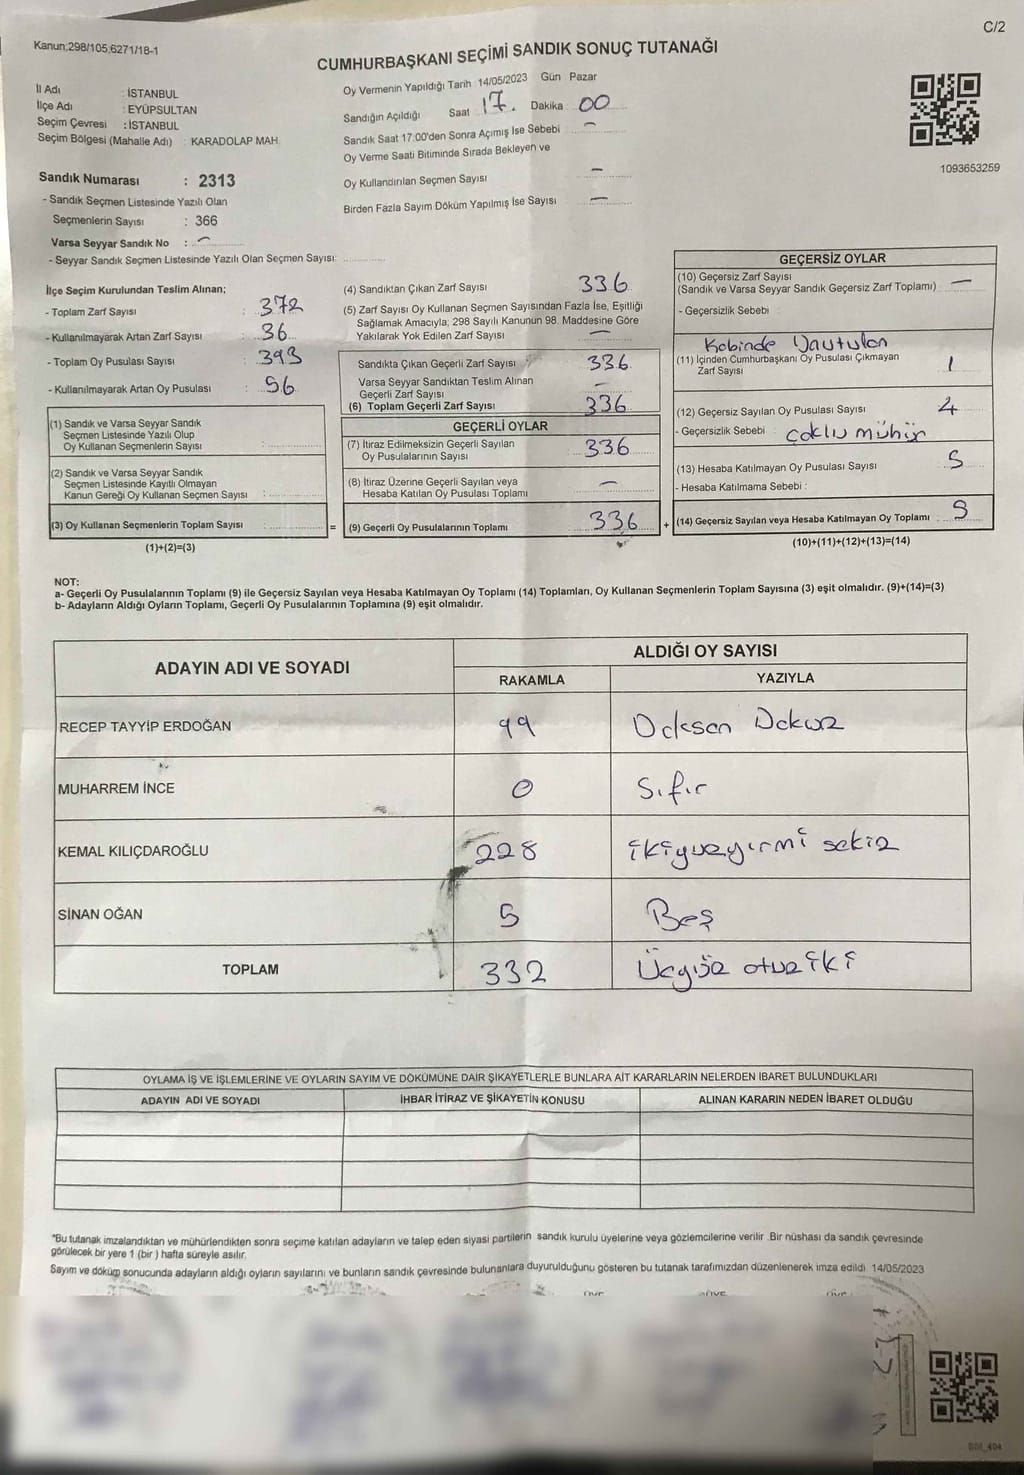 C/2
Kanun;298/105,6271/18-1
CUMHURBAŞKANI SEÇİMİ SANDIK SONUÇ TUTANAĞI
İl Adı : İSTANBUL
İlçe Adı : EYÜPSULTAN
Seçim Çevresi : İSTANBUL
Seçim Bölgesi (Mahalle Adı) : KARADOLAP MAH.
Oy Vermenin Yapıldığı Tarih 14/05/2023 Gün Pazar
Sandığın Açıldığı Saat 17. Dakika 00
Sandık Saat 17:00'den Sonra Açımış İse Sebebi –
Oy Verme Saati Bitiminde Sırada Bekleyen ve
Oy Kullandırılan Seçmen Sayısı –
Birden Fazla Sayım Döküm Yapılmış İse Sayısı –
1093653259
Sandık Numarası : 2313
- Sandık Seçmen Listesinde Yazılı Olan
Seçmenlerin Sayısı : 366
Varsa Seyyar Sandık No : –
- Seyyar Sandık Seçmen Listesinde Yazılı Olan Seçmen Sayısı:
İlçe Seçim Kurulundan Teslim Alınan;
- Toplam Zarf Sayısı : 372
- Kullanılmayarak Artan Zarf Sayısı : 36
- Toplam Oy Pusulası Sayısı : 393
- Kullanılmayarak Artan Oy Pusulası : 56
(1) Sandık ve Varsa Seyyar Sandık
Seçmen Listesinde Yazılı Olup
Oy Kullanan Seçmenlerin Sayısı :
(2) Sandık ve Varsa Seyyar Sandık
Seçmen Listesinde Kayıtlı Olmayan
Kanun Gereği Oy Kullanan Seçmen Sayısı :
(3) Oy Kullanan Seçmenlerin Toplam Sayısı :
(1)+(2)=(3)
=
(4) Sandıktan Çıkan Zarf Sayısı 336
(5) Zarf Sayısı Oy Kullanan Seçmen Sayısından Fazla İse, Eşitliği
Sağlamak Amacıyla; 298 Sayılı Kanunun 98. Maddesine Göre
Yakılarak Yok Edilen Zarf Sayısı –
Sandıkta Çıkan Geçerli Zarf Sayısı 336
Varsa Seyyar Sandıktan Teslim Alınan
Geçerli Zarf Sayısı –
(6) Toplam Geçerli Zarf Sayısı 336
GEÇERLİ OYLAR
(7) İtiraz Edilmeksizin Geçerli Sayılan
Oy Pusulalarının Sayısı 336
(8) İtiraz Üzerine Geçerli Sayılan veya
Hesaba Katılan Oy Pusulası Toplamı –
(9) Geçerli Oy Pusulalarının Toplamı 336
+
GEÇERSİZ OYLAR
(10) Geçersiz Zarf Sayısı
(Sandık ve Varsa Seyyar Sandık Geçersiz Zarf Toplamı) –
- Geçersizlik Sebebi
Kabinde Unutulan
(11) İçinden Cumhurbaşkanı Oy Pusulası Çıkmayan
Zarf Sayısı 1
(12) Geçersiz Sayılan Oy Pusulası Sayısı 4
- Geçersizlik Sebebi : çoklu mühür
(13) Hesaba Katılmayan Oy Pusulası Sayısı 5
- Hesaba Katılmama Sebebi :
(14) Geçersiz Sayılan veya Hesaba Katılmayan Oy Toplamı : 5
(10)+(11)+(12)+(13)=(14)
NOT:
a- Geçerli Oy Pusulalarının Toplamı (9) ile Geçersiz Sayılan veya Hesaba Katılmayan Oy Toplamı (14) Toplamları, Oy Kullanan Seçmenlerin Toplam Sayısına (3) eşit olmalıdır. (9)+(14)=(3)
b- Adayların Aldığı Oyların Toplamı, Geçerli Oy Pusulalarının Toplamına (9) eşit olmalıdır.
ADAYIN ADI VE SOYADI
ALDIĞI OY SAYISI
RAKAMLA YAZIYLA
RECEP TAYYİP ERDOĞAN 99 Doksan Dokuz
MUHARREM İNCE 0 Sıfır
KEMAL KILIÇDAROĞLU 228 ikiyüzyirmi sekiz
SİNAN OĞAN 5 Beş
TOPLAM 332 Üçyüz otuz iki
OYLAMA İŞ VE İŞLEMLERİNE VE OYLARIN SAYIM VE DÖKÜMÜNE DAİR ŞİKAYETLERLE BUNLARA AİT KARARLARIN NELERDEN İBARET BULUNDUKLARI
ADAYIN ADI VE SOYADI İHBAR İTİRAZ VE ŞİKAYETİN KONUSU ALINAN KARARIN NEDEN İBARET OLDUĞU
"Bu tutanak imzalandıktan ve mühürlendikten sonra seçime katılan adayların ve talep eden siyasi partilerin sandık kurulu üyelerine veya gözlemcilerine verilir .Bir nüshası da sandık çevresinde
görülecek bir yere 1 (bir ) hafta süreyle asılır.
Sayım ve döküm sonucunda adayların aldığı oyların sayılarını ve bunların sandık çevresinde bulunanlara duyurulduğunu gösteren bu tutanak tarafımızdan düzenlenerek imza edildi 14/05/2023